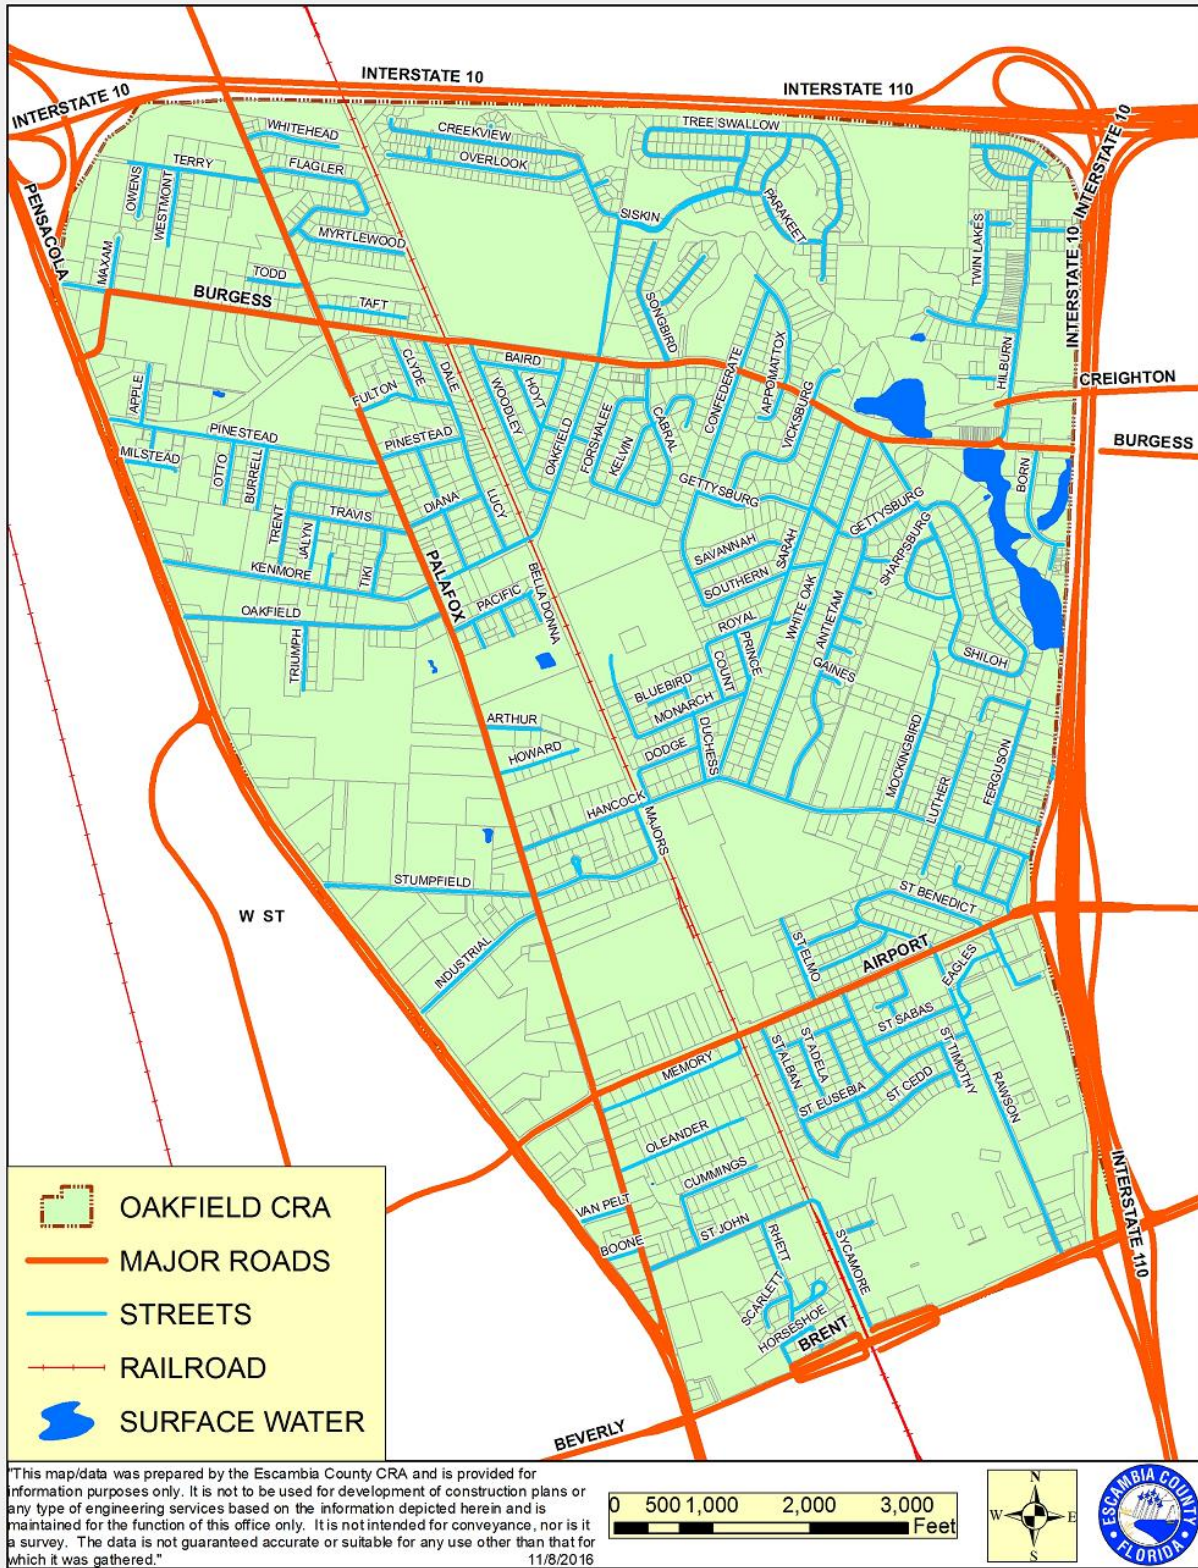 INTERSTATE 10
INTERSTATE 110
INTERSTATE 10
INTERSTATE 10
INTERSTATE 10
WHITEHEAD
CREEKVIEW
TREE SWALLOW
TERRY
FLAGLER
OVERLOOK
OWENS
WESTMONT
PARAKEET
SISKIN
PENSACOLA
MYRTLEWOOD
TWIN LAKES
MAXAM
TODD
BURGESS
TAFT
SONGBIRD
HILBURN
BAIRD
CLYDE
DALE
WOODLEY
HOYT
FULTON
CONFEDERATE
APPOMATTOX
CREIGHTON
APPLE
OAKFIELD
FORSHALEE
KELVIN
CABRAL
VICKSBURG
BURGESS
PINESTEAD
PINESTEAD
MILSTEAD
OTTO
BURRELL
BORN
GETTYSBURG
GETTYSBURG
DIANA
LUCY
TRENT
TRAVIS
JALYN
SAVANNAH
SARAH
SHARPSBURG
KENMORE
TIKI
PALAFOX
BELLA DONNA
SOUTHERN
WHITE OAK
PACIFIC
OAKFIELD
ROYAL
ANTIETAM
TRIUMPH
PRINCE
COUNT
SHILOH
GAINES
BLUEBIRD
MONARCH
ARTHUR
DUCHESS
HOWARD
DODGE
MOCKINGBIRD
LUTHER
FERGUSON
HANCOCK
MAJORS
STUMPFIELD
ST BENEDICT
W ST
INDUSTRIAL
ST ELMO
AIRPORT
EAGLES
ST SABAS
MEMORY
ST ALBAN
ST ADELA
ST TIMOTHY
ST EUSEBIA
ST CEDD
RAWSON
OLEANDER
CUMMINGS
VAN PELT
INTERSTATE 110
BOONE
ST JOHN
RHETT
SYCAMORE
SCARLETT
HORSESHOE
BRENT
BEVERLY
OAKFIELD CRA
MAJOR ROADS
STREETS
RAILROAD
SURFACE WATER
"This map/data was prepared by the Escambia County CRA and is provided for
information purposes only. It is not to be used for development of construction plans or
any type of engineering services based on the information depicted herein and is
maintained for the function of this office only. It is not intended for conveyance, nor is it
a survey. The data is not guaranteed accurate or suitable for any use other than that for
which it was gathered."
11/8/2016
0 500 1,000 2,000 3,000
Feet
N
W E
S
ESCAMBIA COUNTY
FLORIDA